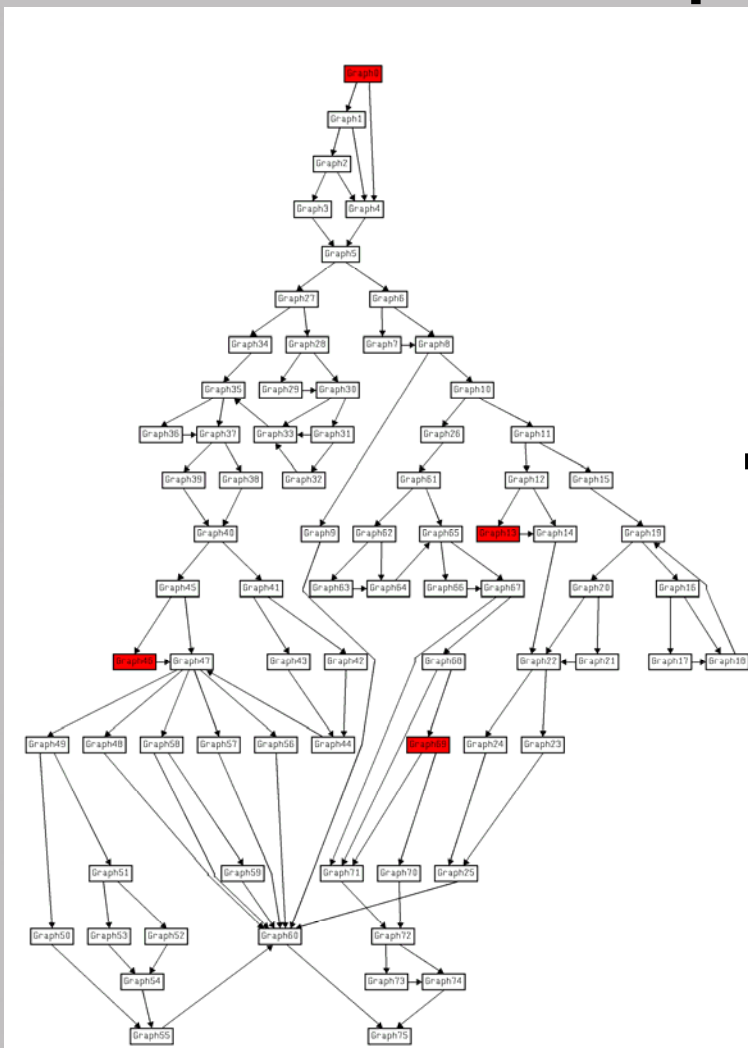 Graph0
Graph1
Graph2
Graph3 Graph4
Graph5
Graph27 Graph6
Graph34 Graph28 Graph7 Graph8
Graph35 Graph29 Graph30 Graph10
Graph36 Graph37 Graph33 Graph31 Graph26 Graph11
Graph39 Graph38 Graph32 Graph61 Graph12 Graph15
Graph40 Graph9 Graph62 Graph65 Graph13 Graph14 Graph19
Graph45 Graph41 Graph63 Graph64 Graph66 Graph67 Graph20 Graph16
Graph46 Graph47 Graph43 Graph42 Graph68 Graph22 Graph21 Graph17 Graph18
Graph49 Graph48 Graph58 Graph57 Graph56 Graph44 Graph69 Graph24 Graph23
Graph51 Graph59 Graph71 Graph70 Graph25
Graph50 Graph53 Graph52 Graph60 Graph72
Graph54 Graph73 Graph74
Graph55 Graph75